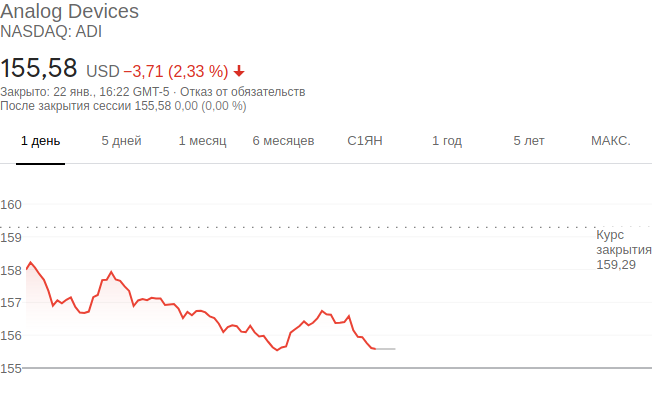 Analog Devices
NASDAQ: ADI
155,58 USD −3,71 (2,33 %)
Закрыто: 22 янв., 16:22 GMT-5 · Отказ от обязательств
После закрытия сессии 155,58 0,00 (0,00 %)
1 день 5 дней 1 месяц 6 месяцев С1ЯН 1 год 5 лет МАКС.
160
159
158
157
156
155
Курс
закрытия
159,29